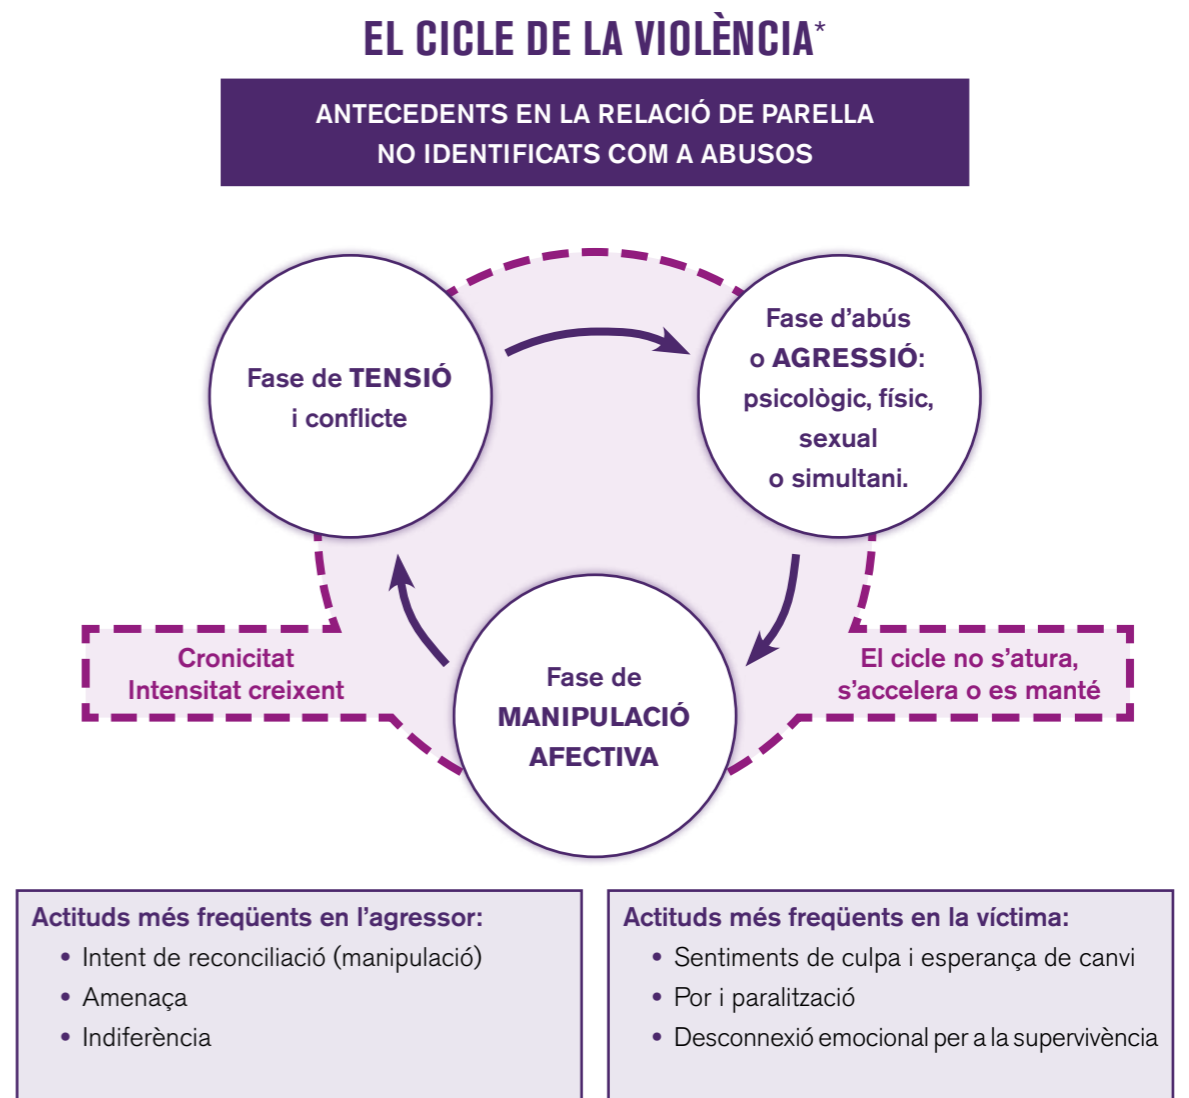 EL CICLE DE LA VIOLÈNCIA*
ANTECEDENTS EN LA RELACIÓ DE PARELLA
NO IDENTIFICATS COM A ABUSOS
Fase de TENSIÓ
i conflicte
Fase d’abús
o AGRESSIÓ:
psicològic, físic,
sexual
o simultani.
Cronicitat
Intensitat creixent
Fase de
MANIPULACIÓ
AFECTIVA
El cicle no s’atura,
s’accelera o es manté
Actituds més freqüents en l’agressor:
• Intent de reconciliació (manipulació)
• Amenaça
• Indiferència
Actituds més freqüents en la víctima:
• Sentiments de culpa i esperança de canvi
• Por i paralització
• Desconnexió emocional per a la supervivència